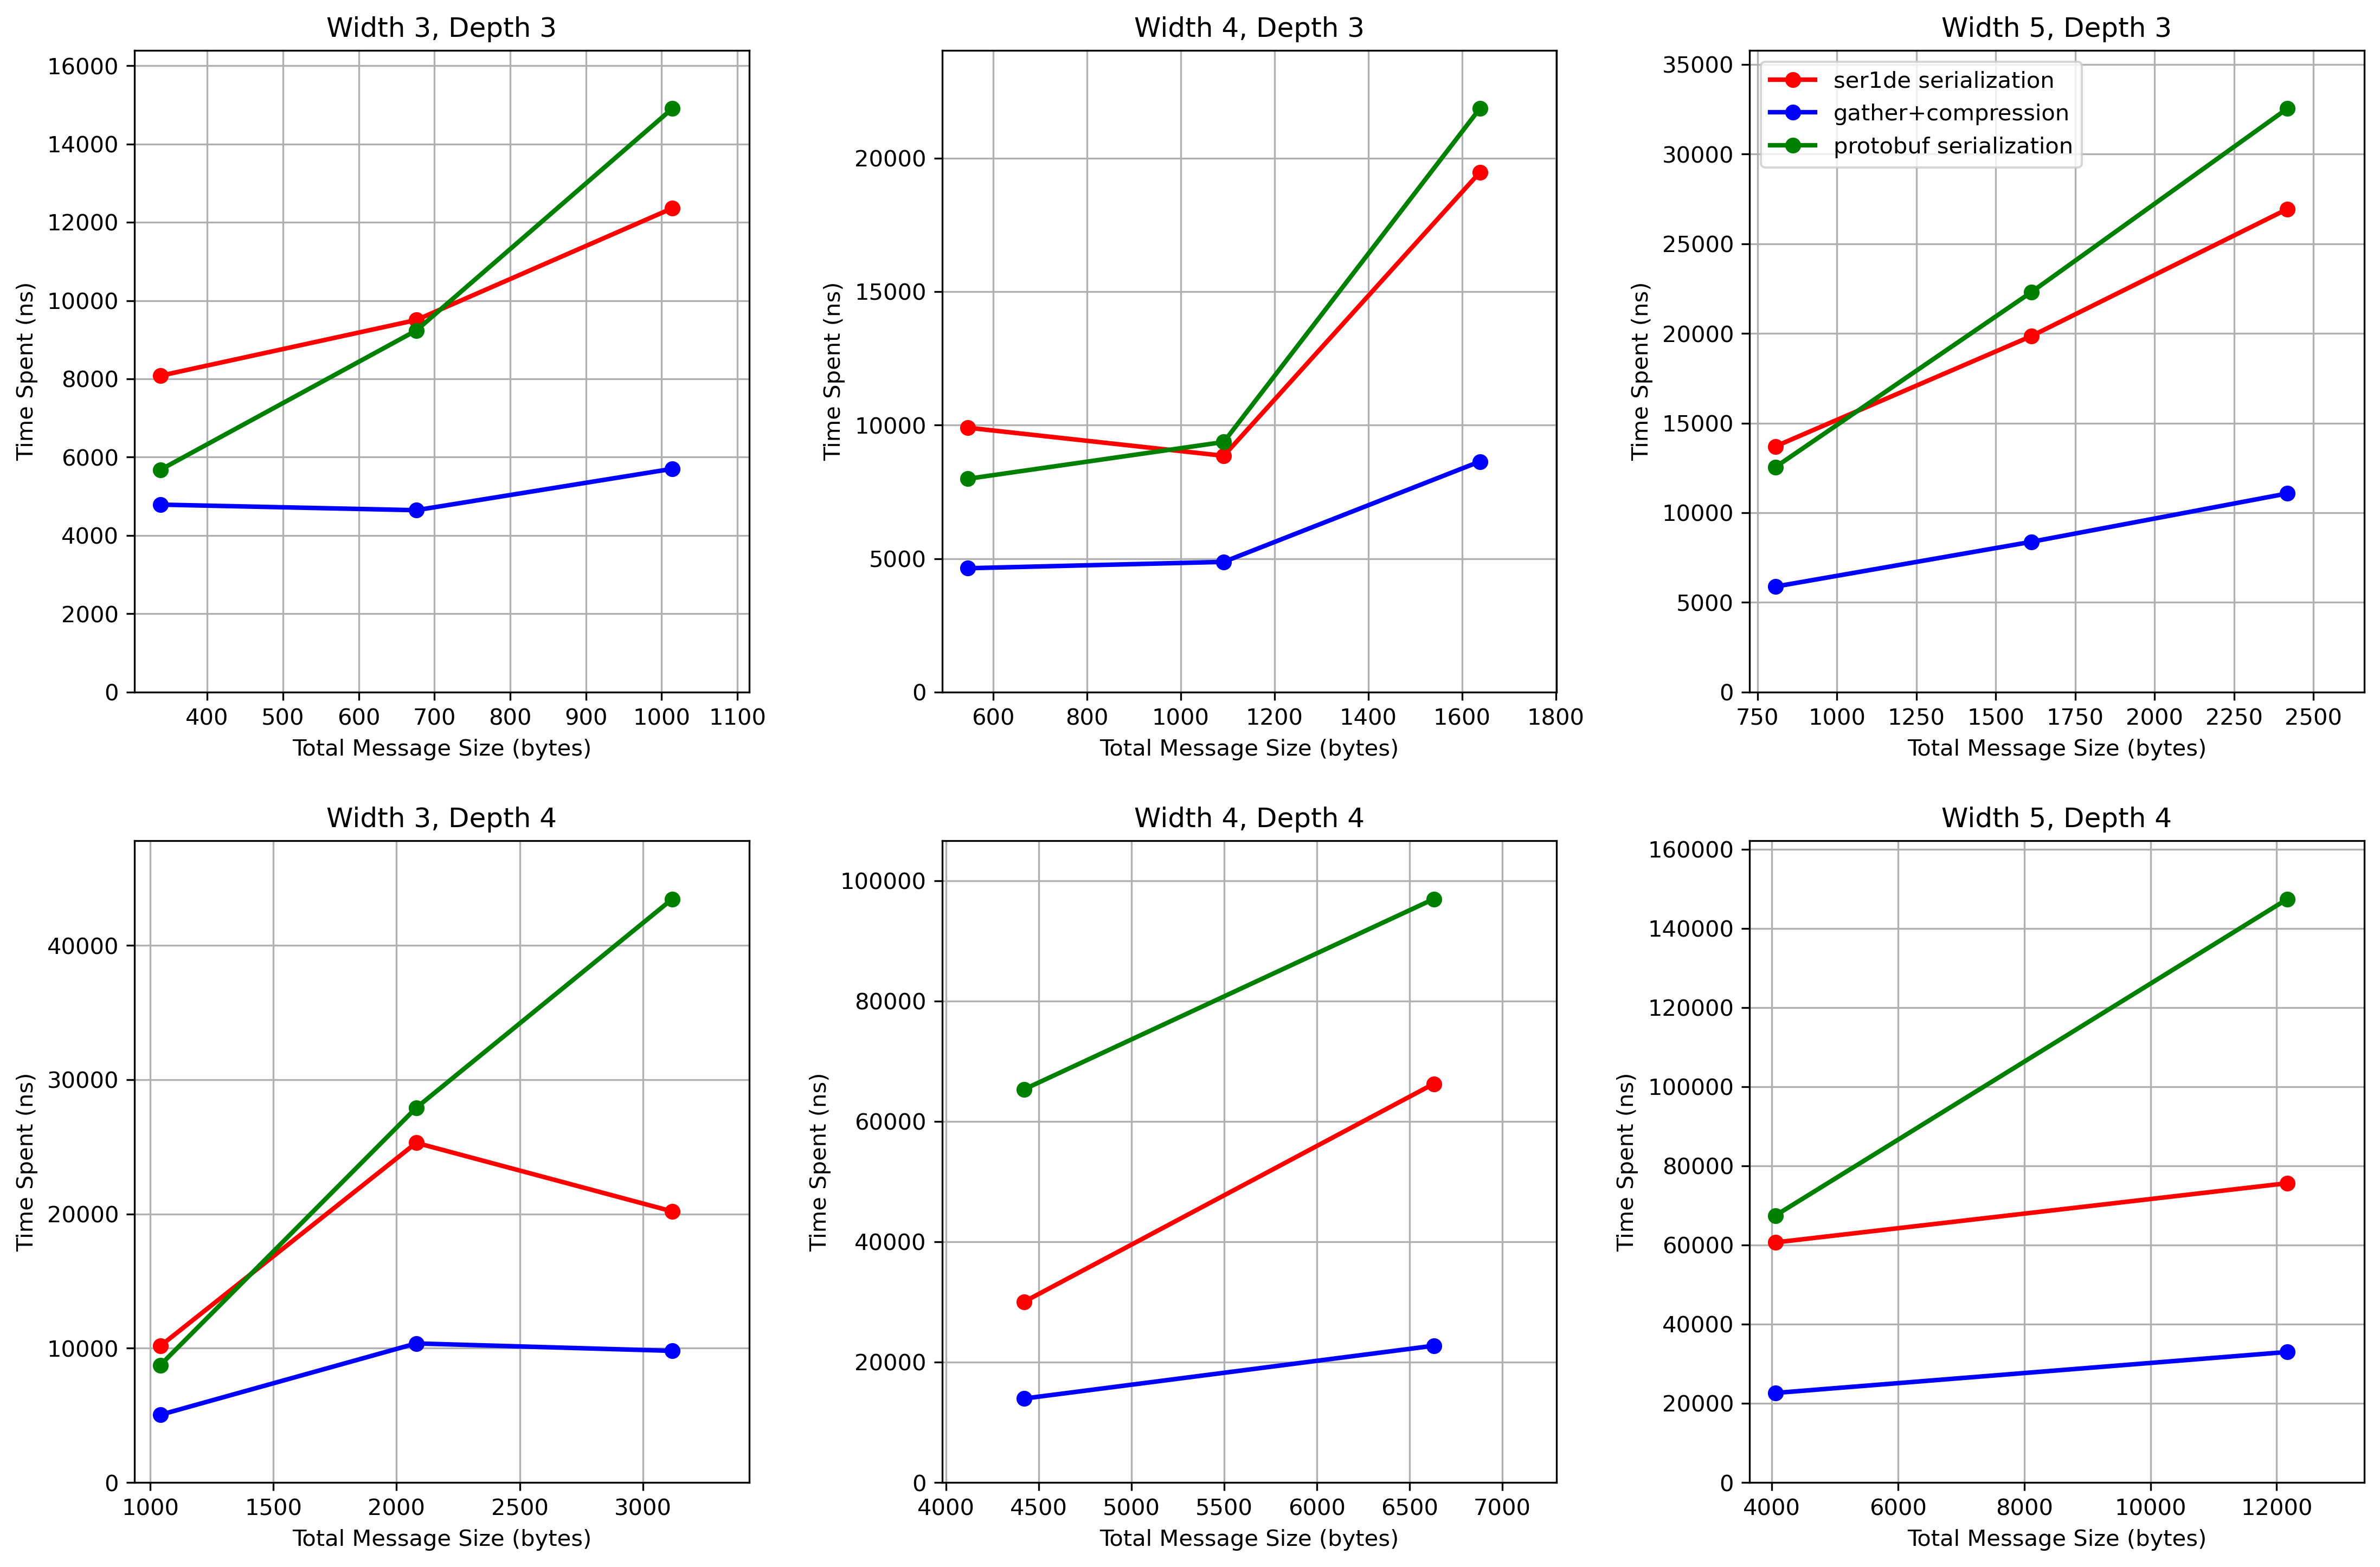 Width 3, Depth 3
16000
14000
12000
10000
8000
6000
4000
2000
0
Time Spent (ns)
400 500 600 700 800 900 1000 1100
Total Message Size (bytes)
Width 4, Depth 3
20000
15000
10000
5000
0
Time Spent (ns)
600 800 1000 1200 1400 1600 1800
Total Message Size (bytes)
Width 5, Depth 3
35000
30000
25000
20000
15000
10000
5000
0
Time Spent (ns)
ser1de serialization
gather+compression
protobuf serialization
750 1000 1250 1500 1750 2000 2250 2500
Total Message Size (bytes)
Width 3, Depth 4
40000
30000
20000
10000
0
Time Spent (ns)
1000 1500 2000 2500 3000
Total Message Size (bytes)
Width 4, Depth 4
100000
80000
60000
40000
20000
0
Time Spent (ns)
4000 4500 5000 5500 6000 6500 7000
Total Message Size (bytes)
Width 5, Depth 4
160000
140000
120000
100000
80000
60000
40000
20000
0
Time Spent (ns)
4000 6000 8000 10000 12000
Total Message Size (bytes)